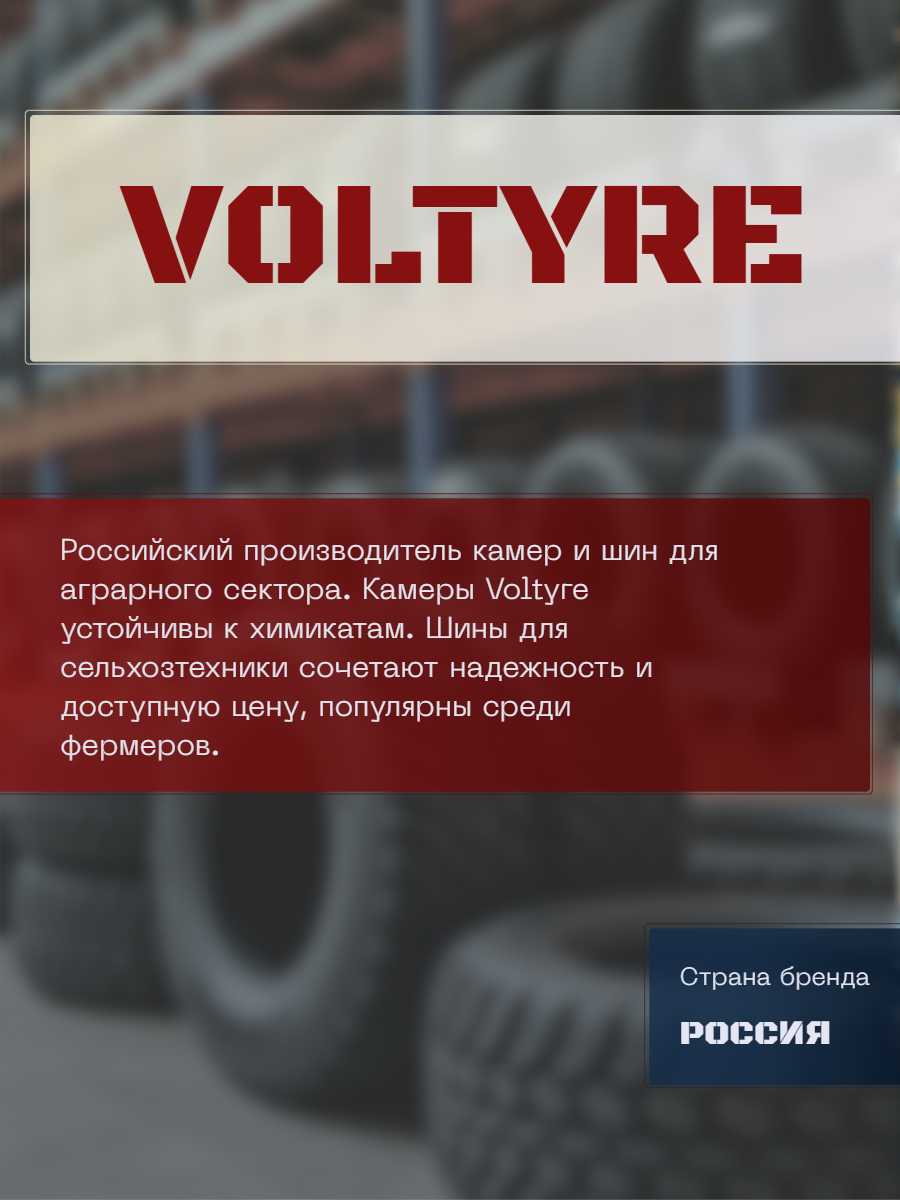 VOLTYRE
Российский производитель камер и шин для
аграрного сектора. Камеры Voltyre
устойчивы к химикатам. Шины для
сельхозтехники сочетают надежность и
доступную цену, популярны среди
фермеров.
Страна бренда
РОССИЯ